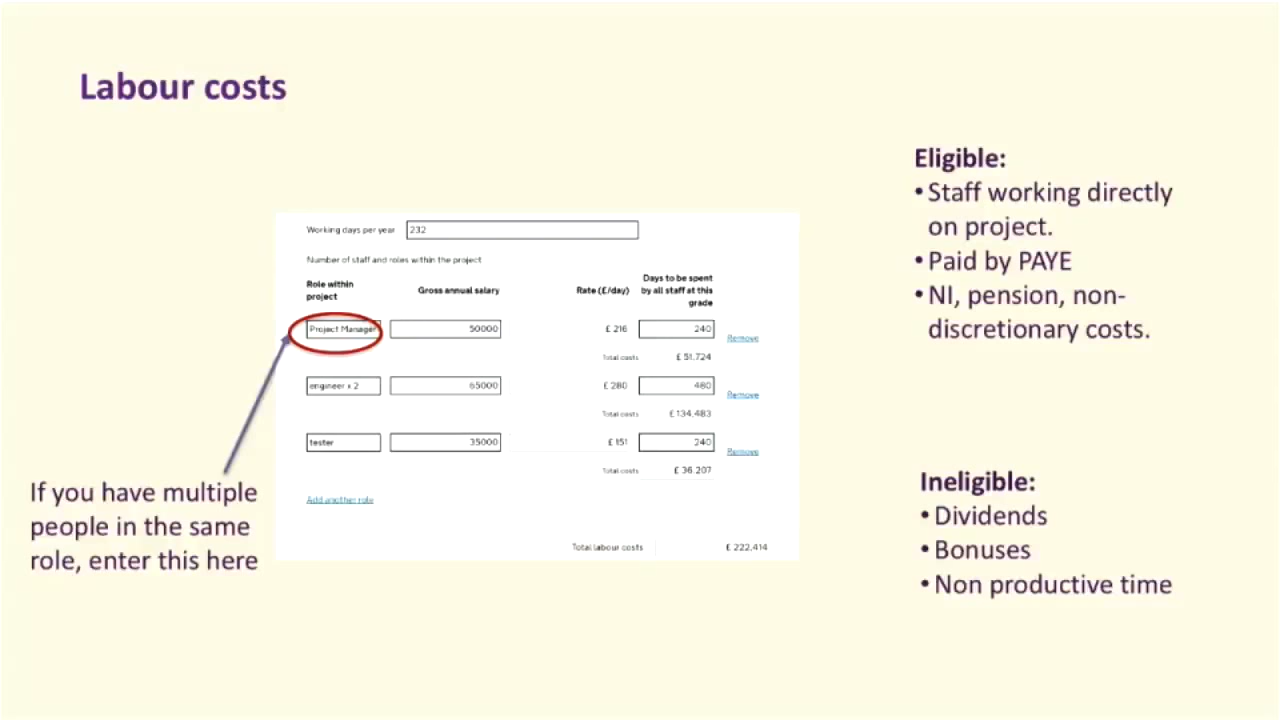 Labour costs
Eligible:
• Staff working directly
on project.
• Paid by PAYE
• NI, pension, non-
discretionary costs.
Working days per year 232
Number of staff and roles within the project
Role within
project
Gross annual salary
Rate (£/day)
Days to be spent
by all staff at this
grade
Project Manager 50000 £ 216 240 Remove
Total costs £ 51,724
engineer x 2 65000 £ 280 480 Remove
Total costs £ 134,483
tester 35000 £ 151 240 Remove
Total costs £ 36,207
Add another role
Total labour costs £ 222,414
If you have multiple
people in the same
role, enter this here
Ineligible:
• Dividends
• Bonuses
• Non productive time